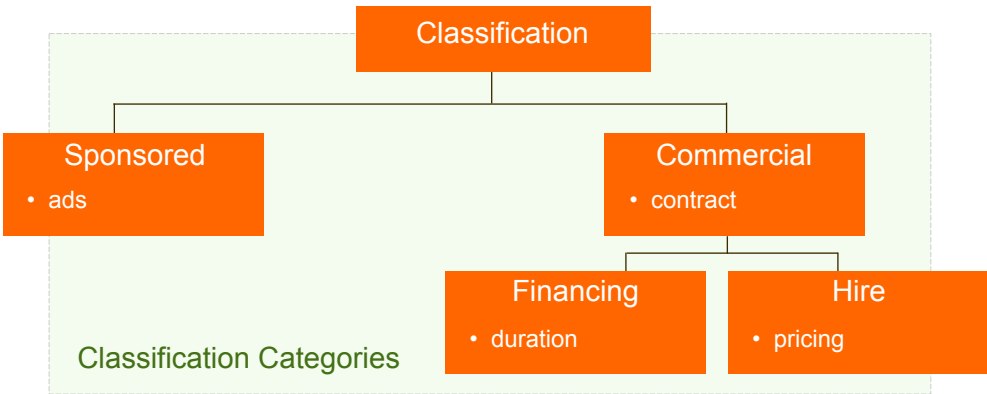 Classification
Sponsored
• ads
Commercial
• contract
Financing
• duration
Hire
• pricing
Classification Categories